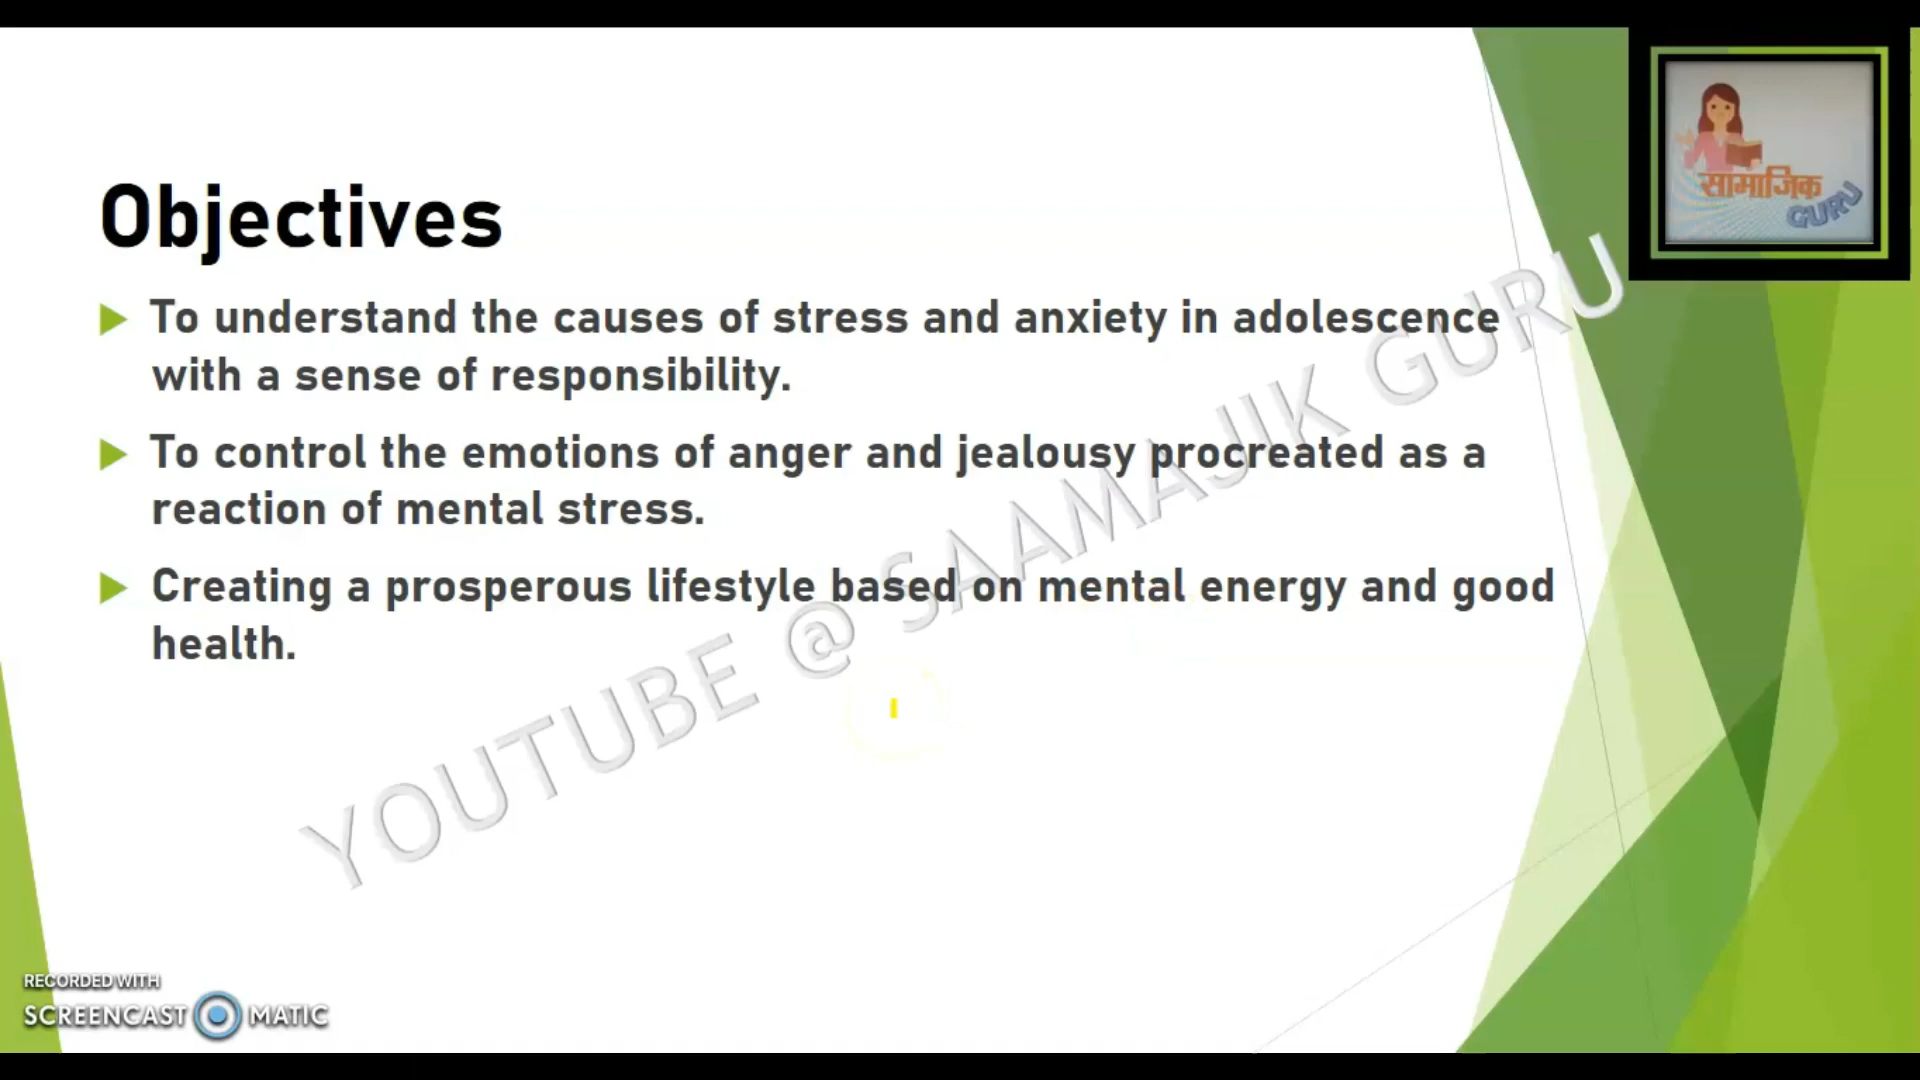 Objectives
To understand the causes of stress and anxiety in adolescence
with a sense of responsibility.
To control the emotions of anger and jealousy procreated as a
reaction of mental stress.
Creating a prosperous lifestyle based on mental energy and good
health.
YOUTUBE @ SAAMAJIK GURU
सामाजिक
GURU
RECORDED WITH
SCREENCAST MATIC